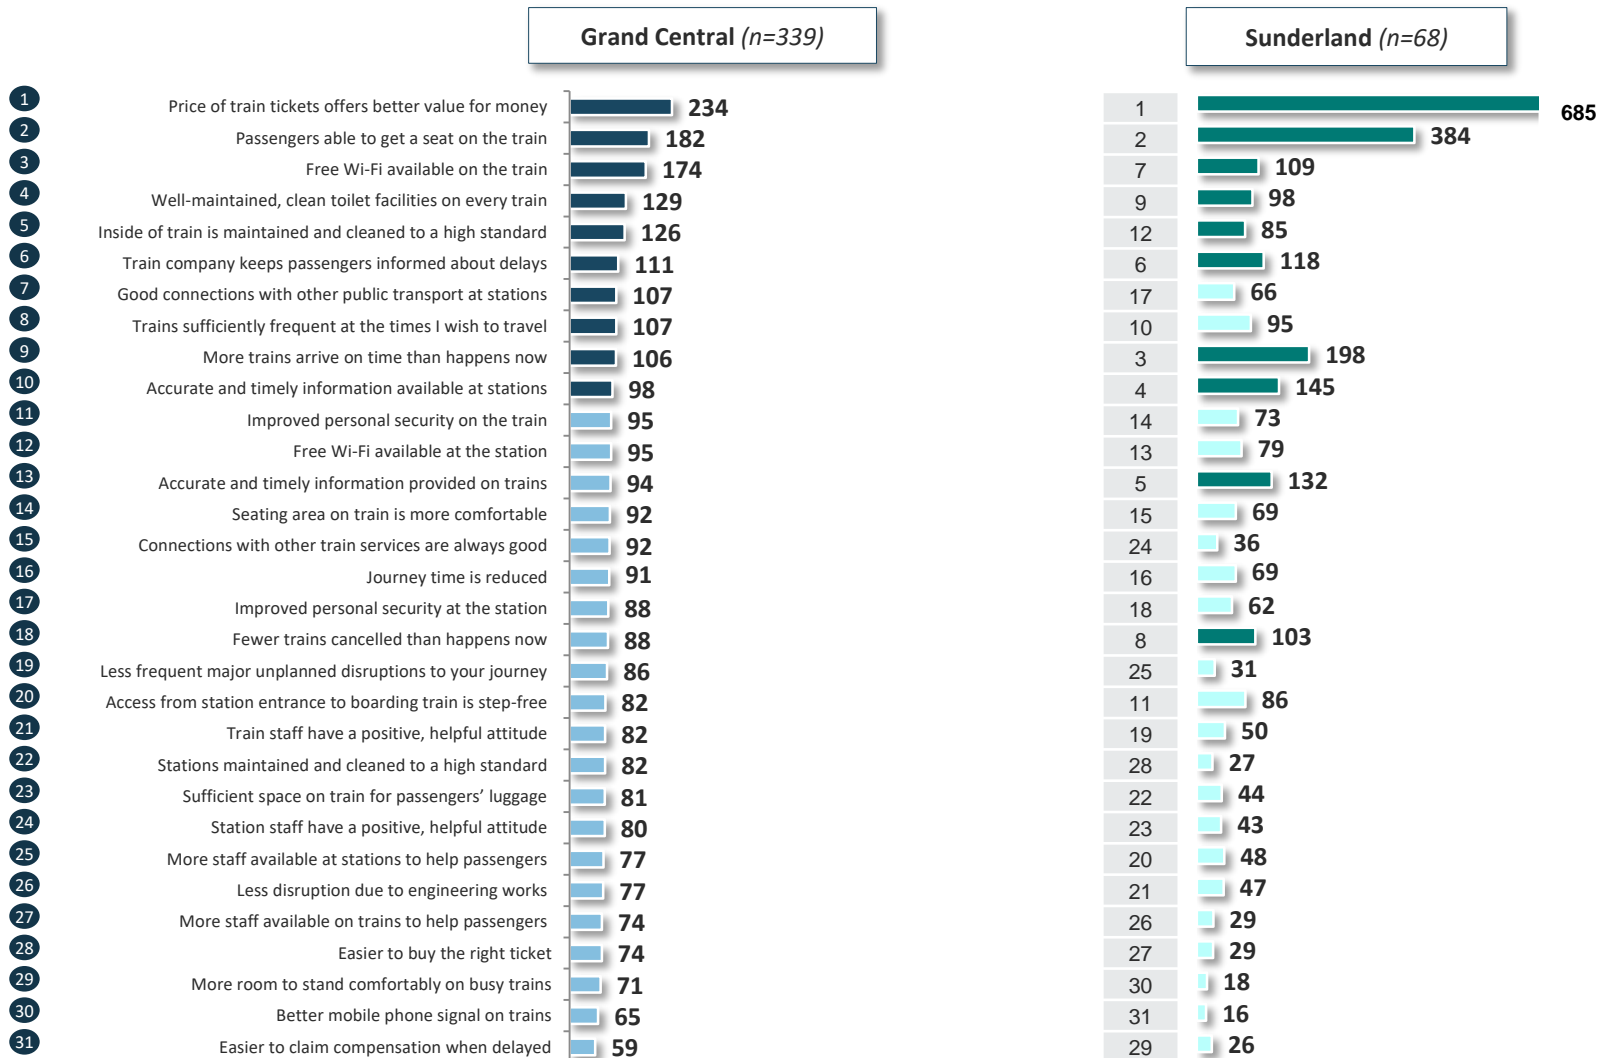 Grand Central (n=339) Sunderland (n=68)
1 Price of train tickets offers better value for money 234 1 685
2 Passengers able to get a seat on the train 182 2 384
3 Free Wi-Fi available on the train 174 7 109
4 Well-maintained, clean toilet facilities on every train 129 9 98
5 Inside of train is maintained and cleaned to a high standard 126 12 85
6 Train company keeps passengers informed about delays 111 6 118
7 Good connections with other public transport at stations 107 17 66
8 Trains sufficiently frequent at the times I wish to travel 107 10 95
9 More trains arrive on time than happens now 106 3 198
10 Accurate and timely information available at stations 98 4 145
11 Improved personal security on the train 95 14 73
12 Free Wi-Fi available at the station 95 13 79
13 Accurate and timely information provided on trains 94 5 132
14 Seating area on train is more comfortable 92 15 69
15 Connections with other train services are always good 92 24 36
16 Journey time is reduced 91 16 69
17 Improved personal security at the station 88 18 62
18 Fewer trains cancelled than happens now 88 8 103
19 Less frequent major unplanned disruptions to your journey 86 25 31
20 Access from station entrance to boarding train is step-free 82 11 86
21 Train staff have a positive, helpful attitude 82 19 50
22 Stations maintained and cleaned to a high standard 82 28 27
23 Sufficient space on train for passengers’ luggage 81 22 44
24 Station staff have a positive, helpful attitude 80 23 43
25 More staff available at stations to help passengers 77 20 48
26 Less disruption due to engineering works 77 21 47
27 More staff available on trains to help passengers 74 26 29
28 Easier to buy the right ticket 74 27 29
29 More room to stand comfortably on busy trains 71 30 18
30 Better mobile phone signal on trains 65 31 16
31 Easier to claim compensation when delayed 59 29 26